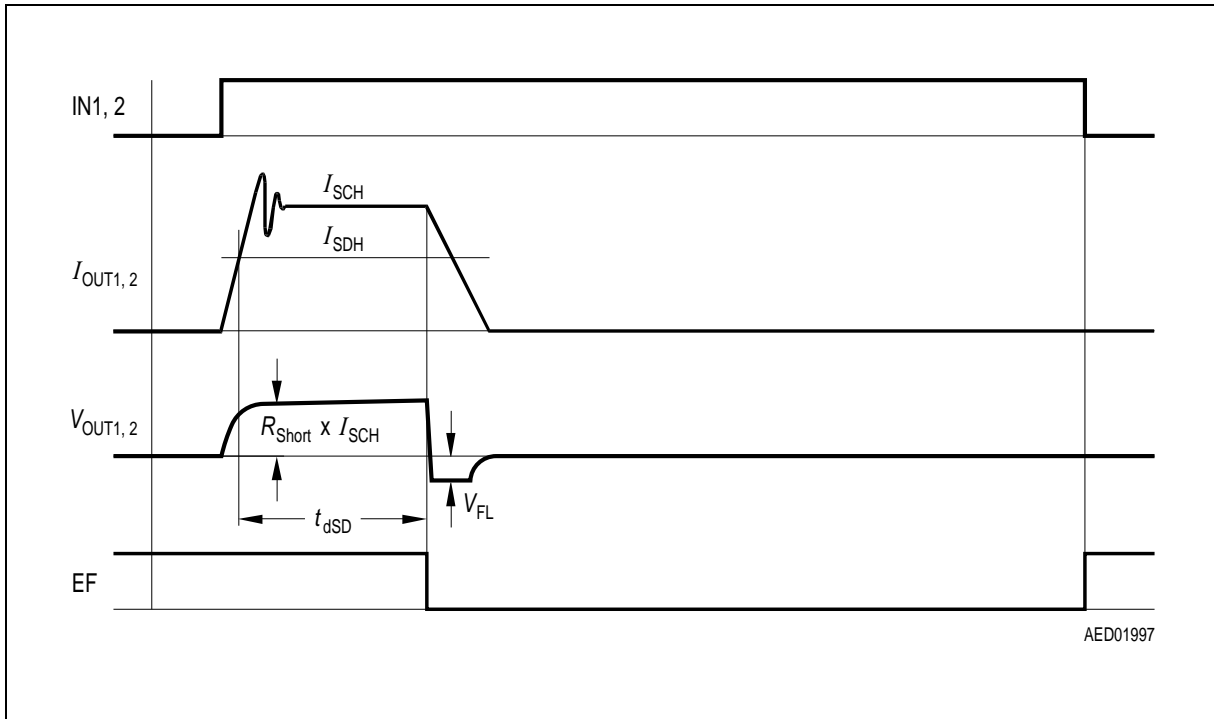 IN1, 2
I_SCH
I_SDH
I_OUT1, 2
V_OUT1, 2
R_Short x I_SCH
V_FL
t_dSD
EF
AED01997